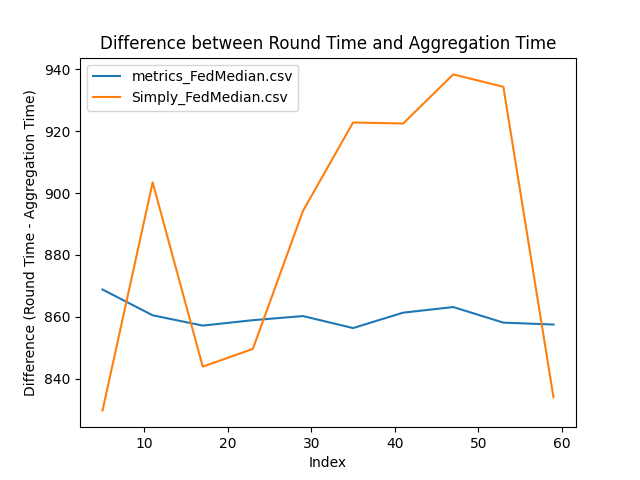 Difference between Round Time and Aggregation Time
metrics_FedMedian.csv
Simply_FedMedian.csv
Difference (Round Time - Aggregation Time)
940
920
900
880
860
840
10 20 30 40 50 60
Index